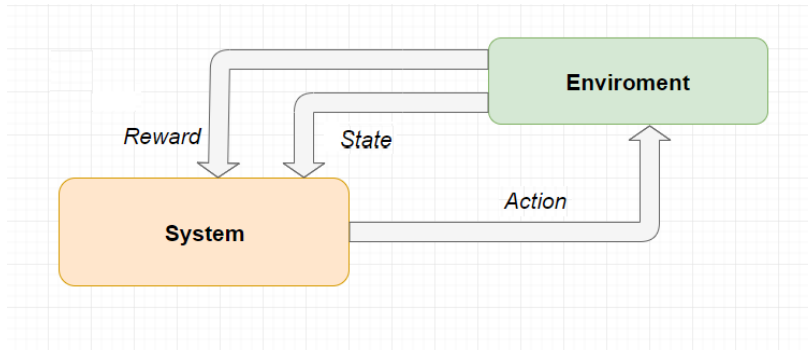 Enviroment
Reward
State
Action
System